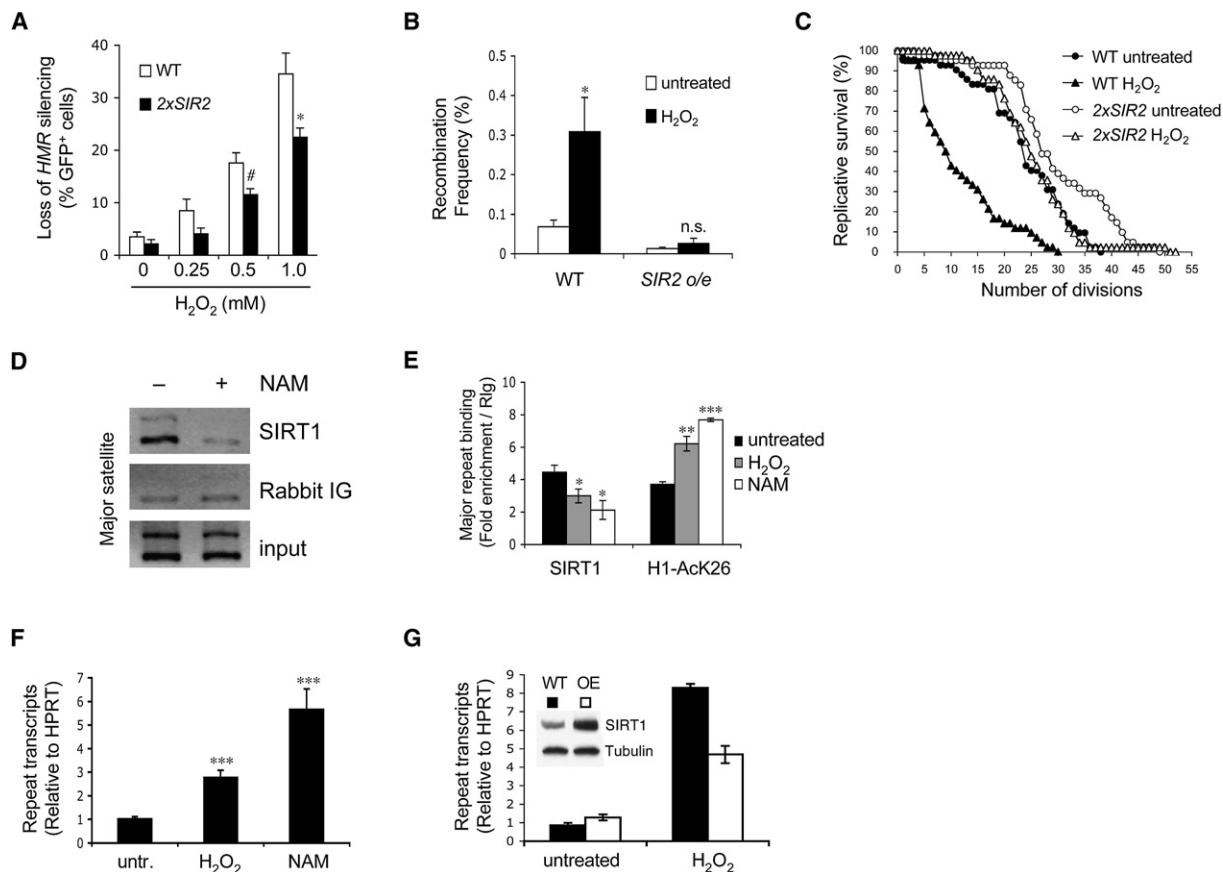 A
Loss of HMR silencing
(% GFP+ cells)
40
30
20
10
0
WT
2xSIR2
#
*
0 0.25 0.5 1.0
H2O2 (mM)
B
Recombination
Frequency (%)
0.5
0.4
0.3
0.2
0.1
0
untreated
H2O2
*
n.s.
WT SIR2 o/e
C
Replicative survival (%)
100
90
80
70
60
50
40
30
20
10
0
WT untreated
WT H2O2
2xSIR2 untreated
2xSIR2 H2O2
0 5 10 15 20 25 30 35 40 45 50 55
Number of divisions
D
– + NAM
Major satellite
SIRT1
Rabbit IG
input
E
Major repeat binding
(Fold enrichment / RIg)
10
8
6
4
2
0
* * ** ***
untreated
H2O2
NAM
SIRT1 H1-AcK26
F
Repeat transcripts
(Relative to HPRT)
7
6
5
4
3
2
1
0
*** ***
untr. H2O2 NAM
G
Repeat transcripts
(Relative to HPRT)
9
8
7
6
5
4
3
2
1
0
WT OE
SIRT1
Tubulin
untreated H2O2